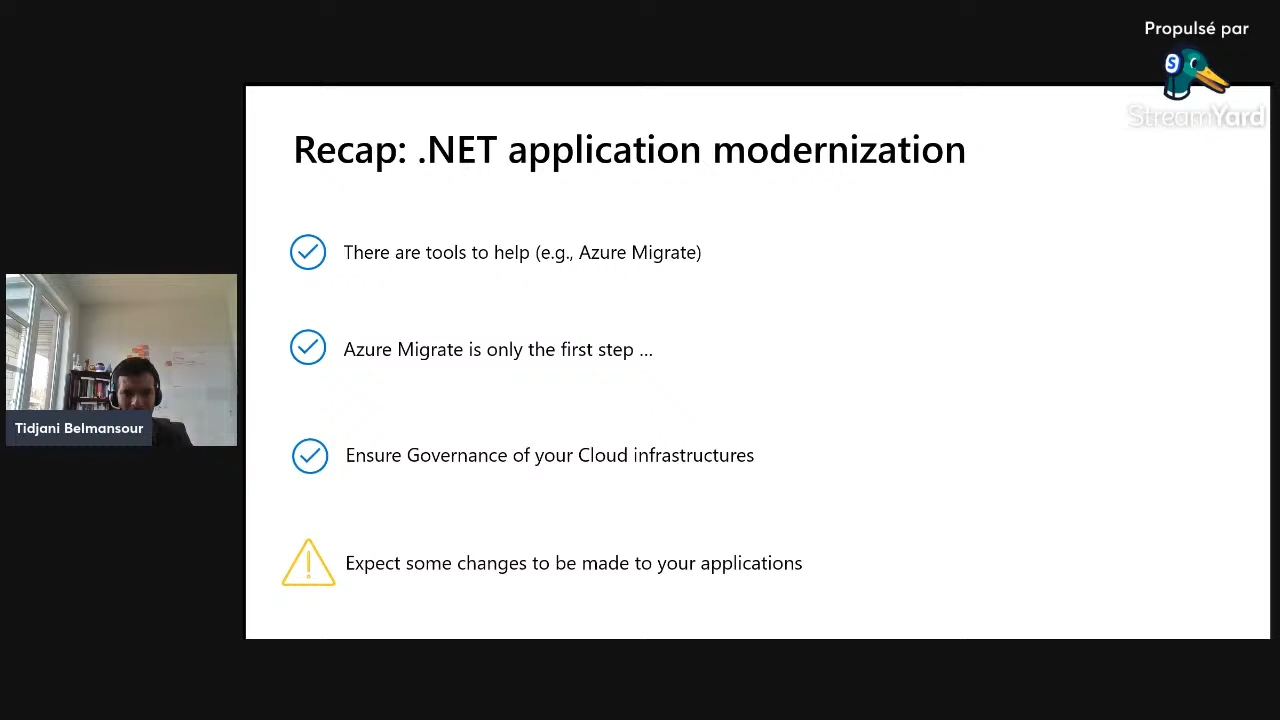 Propulsé par
StreamYard
Recap: .NET application modernization
There are tools to help (e.g., Azure Migrate)
Azure Migrate is only the first step ...
Ensure Governance of your Cloud infrastructures
Expect some changes to be made to your applications
Tidjani Belmansour